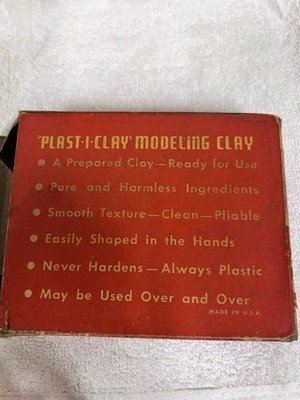 "PLAST·I·CLAY" MODELING CLAY
• A Prepared Clay—Ready for Use
• Pure and Harmless Ingredients
• Smooth Texture—Clean—Pliable
• Easily Shaped in the Hands
• Never Hardens—Always Plastic
• May be Used Over and Over
MADE IN U.S.A.